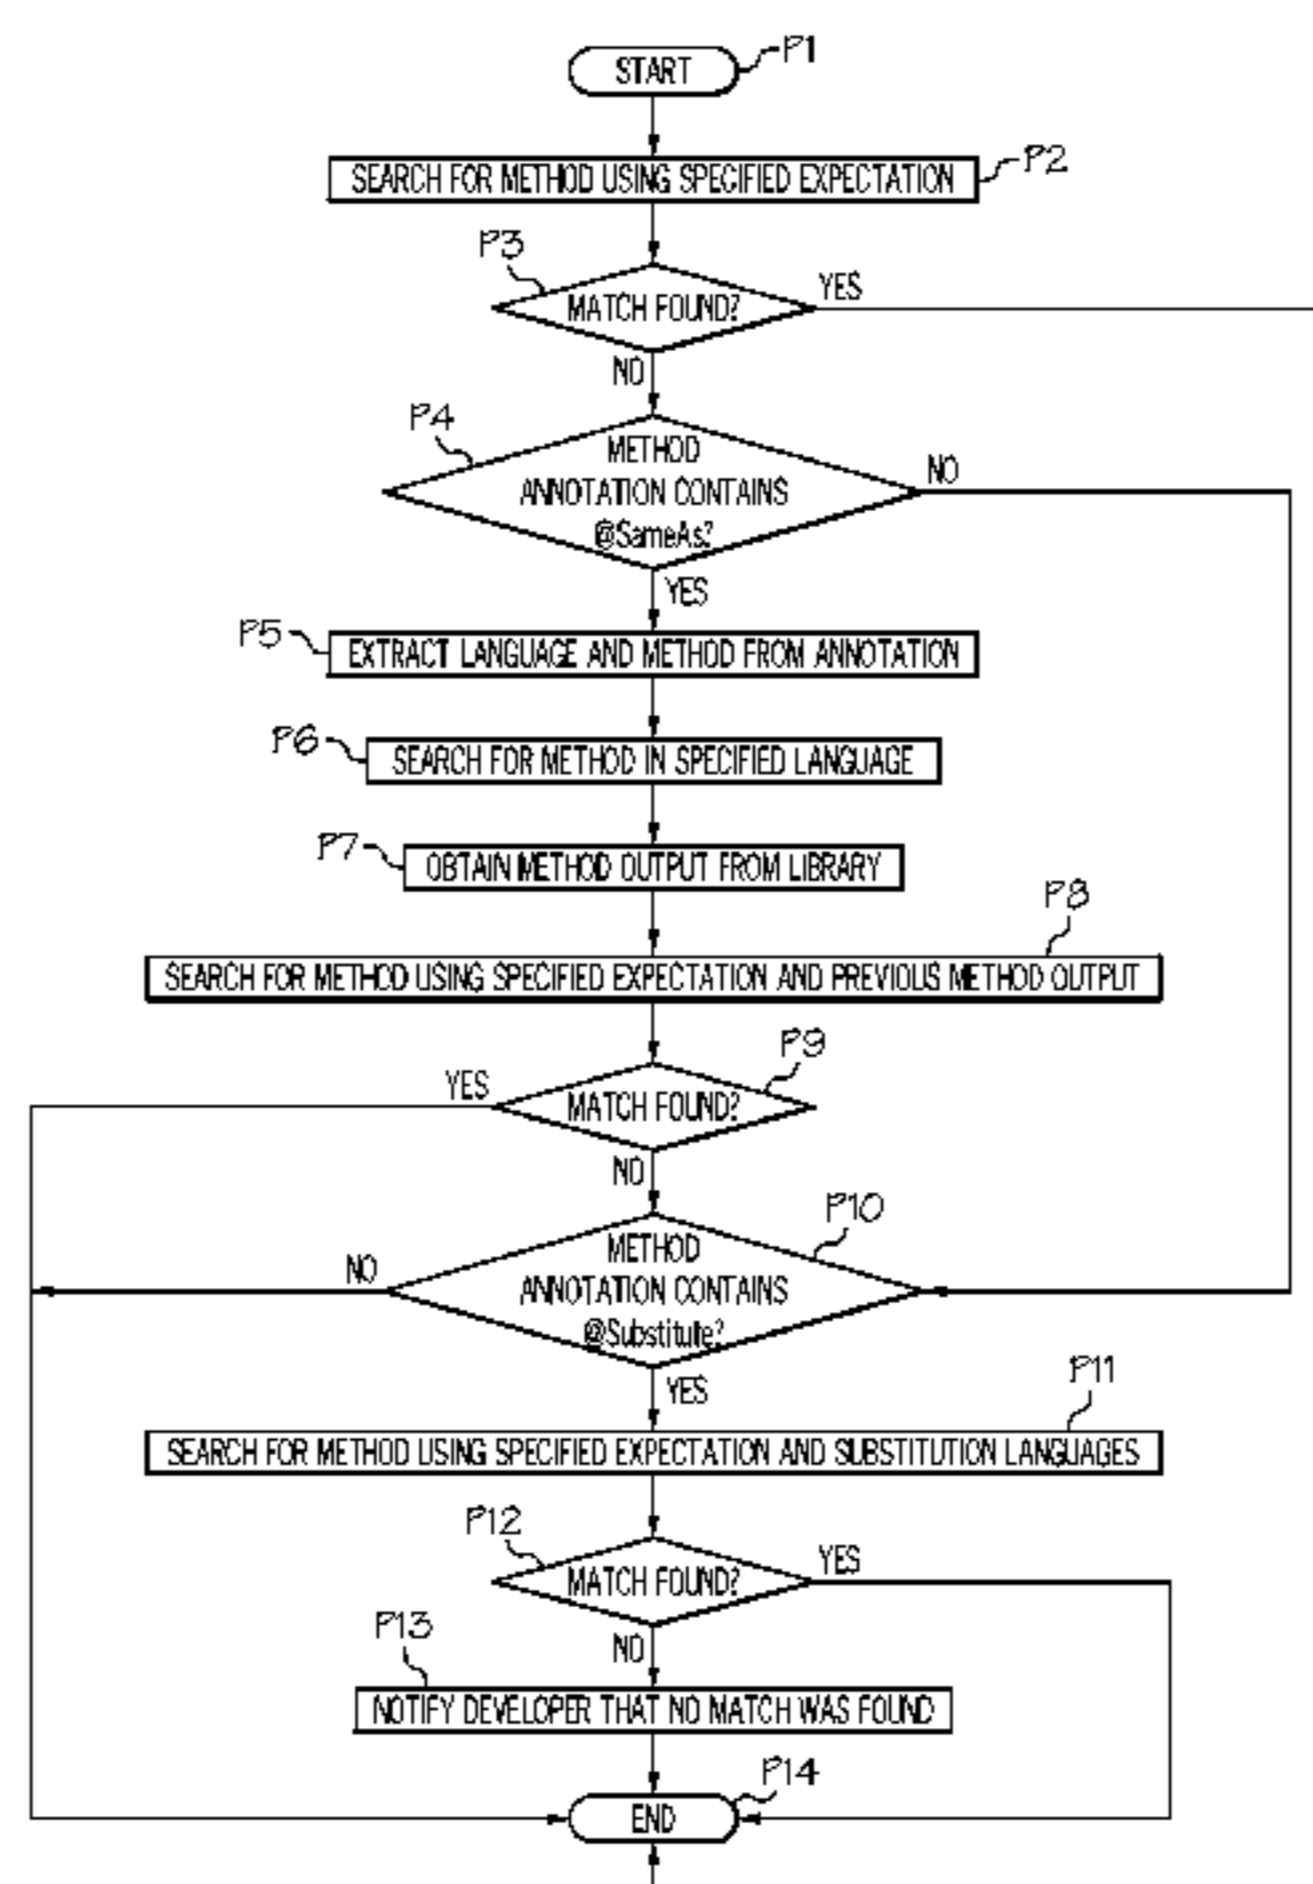 START
P1
SEARCH FOR METHOD USING SPECIFIED EXPECTATION
P2
P3
MATCH FOUND?
YES
NO
P4
METHOD
ANNOTATION CONTAINS
@SameAs?
NO
YES
P5
EXTRACT LANGUAGE AND METHOD FROM ANNOTATION
P6
SEARCH FOR METHOD IN SPECIFIED LANGUAGE
P7
OBTAIN METHOD OUTPUT FROM LIBRARY
P8
SEARCH FOR METHOD USING SPECIFIED EXPECTATION AND PREVIOUS METHOD OUTPUT
P9
YES
MATCH FOUND?
NO
P10
NO
METHOD
ANNOTATION CONTAINS
@Substitute?
YES
P11
SEARCH FOR METHOD USING SPECIFIED EXPECTATION AND SUBSTITUTION LANGUAGES
P12
MATCH FOUND?
YES
NO
P13
NOTIFY DEVELOPER THAT NO MATCH WAS FOUND
P14
END